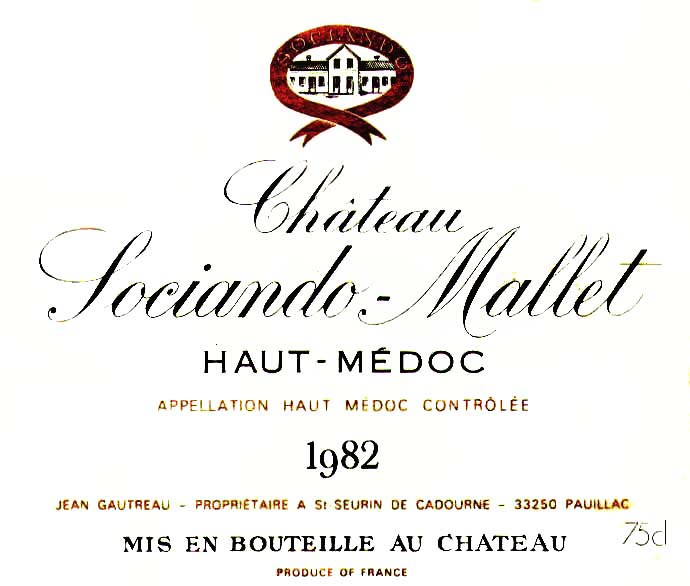 SOCIANDO
Château
Sociando-Mallet
HAUT-MÉDOC
APPELLATION HAUT MÉDOC CONTRÔLÉE
1982
JEAN GAUTREAU - PROPRIÉTAIRE A St SEURIN DE CADOURNE - 33250 PAUILLAC
MIS EN BOUTEILLE AU CHATEAU 75cl
PRODUCE OF FRANCE